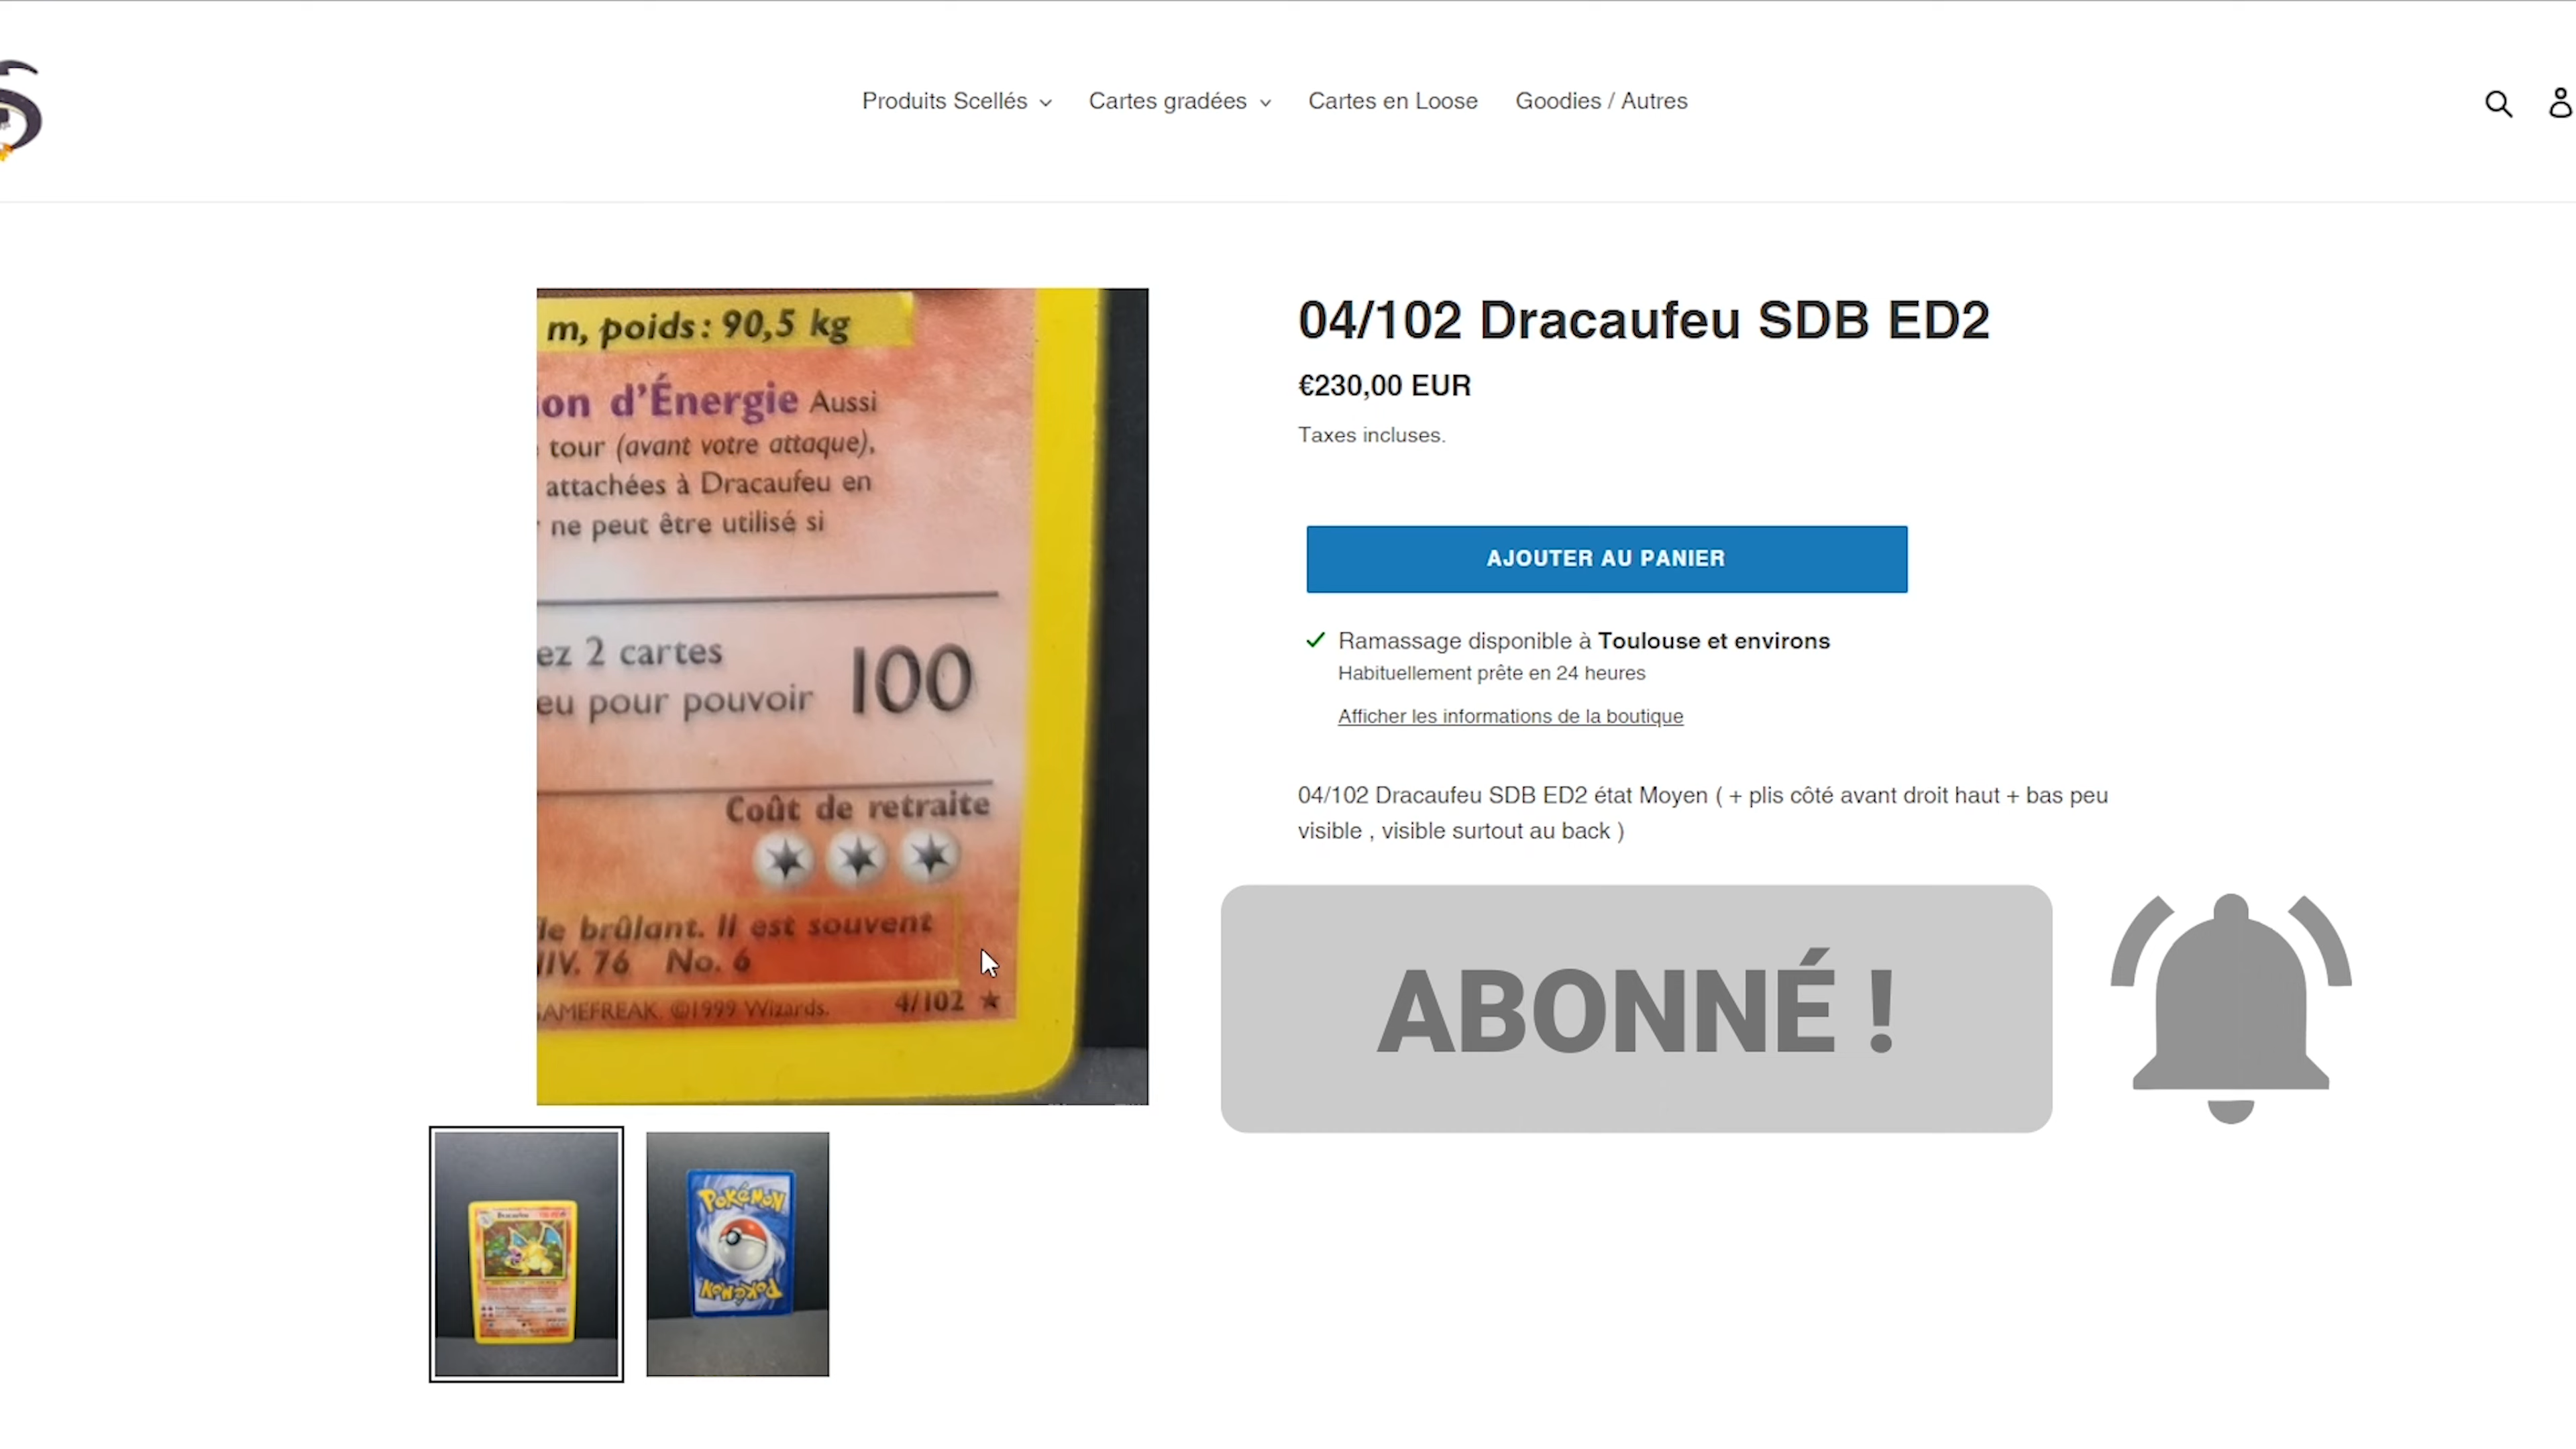 Produits Scellés
Cartes gradées
Cartes en Loose
Goodies / Autres
m, poids : 90,5 kg
ion d'Énergie Aussi
tour (avant votre attaque),
attachées à Dracaufeu en
ne peut être utilisé si
ez 2 cartes
eu pour pouvoir
100
Coût de retraite
le brûlant. Il est souvent
IV. 76 No. 6
GAMEFREAK. ©1999 Wizards.
4/102 ★
04/102 Dracaufeu SDB ED2
€230,00 EUR
Taxes incluses.
AJOUTER AU PANIER
Ramassage disponible à Toulouse et environs
Habituellement prête en 24 heures
Afficher les informations de la boutique
04/102 Dracaufeu SDB ED2 état Moyen ( + plis côté avant droit haut + bas peu
visible , visible surtout au back )
ABONNÉ !
Dracaufeu
POKéMON
POKéMON